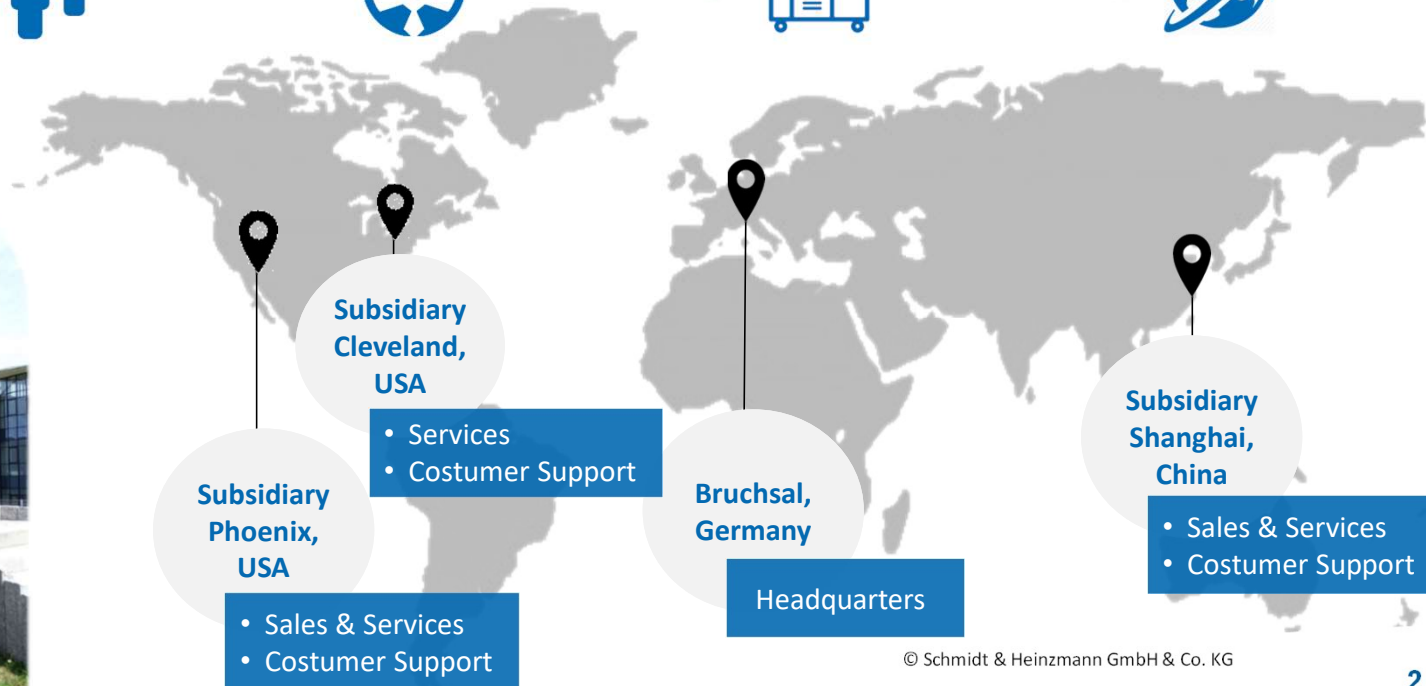 Subsidiary
Cleveland,
USA
• Services
• Costumer Support
Subsidiary
Phoenix,
USA
• Sales & Services
• Costumer Support
Bruchsal,
Germany
Headquarters
Subsidiary
Shanghai,
China
• Sales & Services
• Costumer Support
© Schmidt & Heinzmann GmbH & Co. KG
2